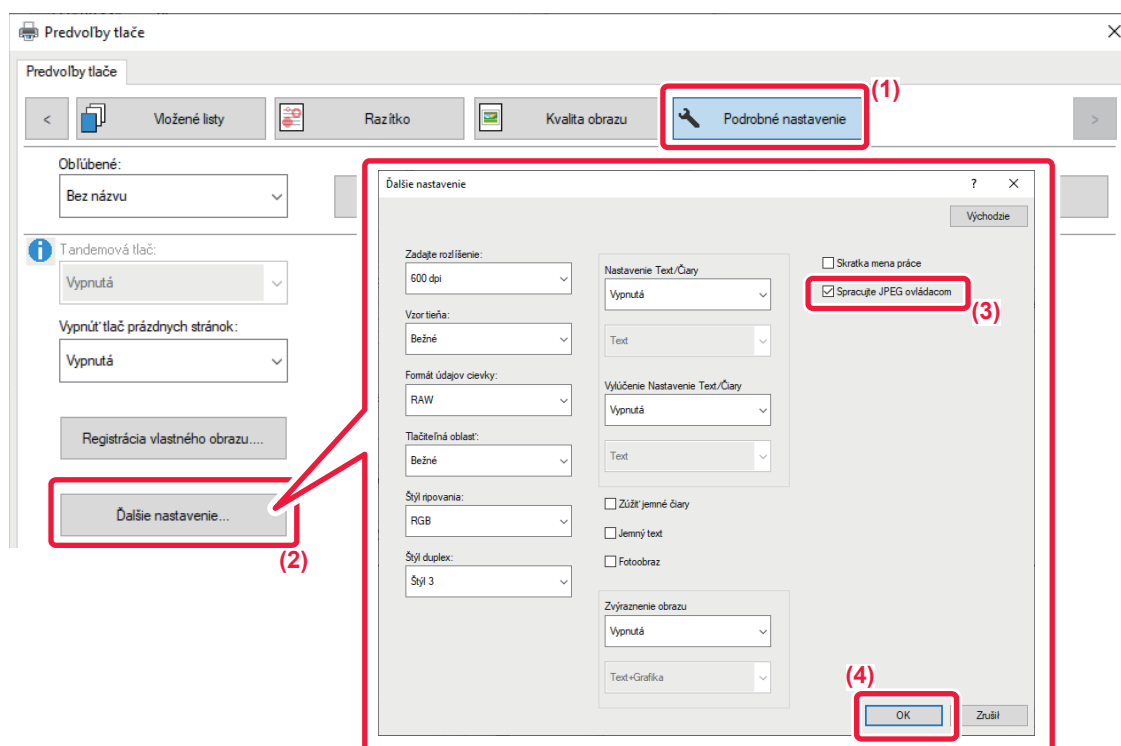 Predvoľby tlače
Predvoľby tlače
(1)
<
Vložené listy
Razítko
Kvalita obrazu
Podrobné nastavenie
>
Obľúbené:
Bez názvu
Tandemová tlač:
Vypnutá
Vypnúť tlač prázdnych stránok:
Vypnutá
Registrácia vlastného obrazu....
Ďalšie nastavenie...
(2)
Ďalšie nastavenie
?
Východzie
Zadajte rozlíšenie:
600 dpi
Vzor tieňa:
Bežné
Formát údajov cievky:
RAW
Tlačiteľná oblasť:
Bežné
Štýl ripovania:
RGB
Štýl duplex:
Štýl 3
Nastavenie Text/Čiary
Vypnutá
Text
Vylúčenie Nastavenie Text/Čiary
Vypnutá
Text
Zúžiť jemné čiary
Jemný text
Fotoobraz
Zvýraznenie obrazu
Vypnutá
Text+Grafika
Skratka mena práce
Spracujte JPEG ovládacom
(3)
(4)
OK
Zrušiť